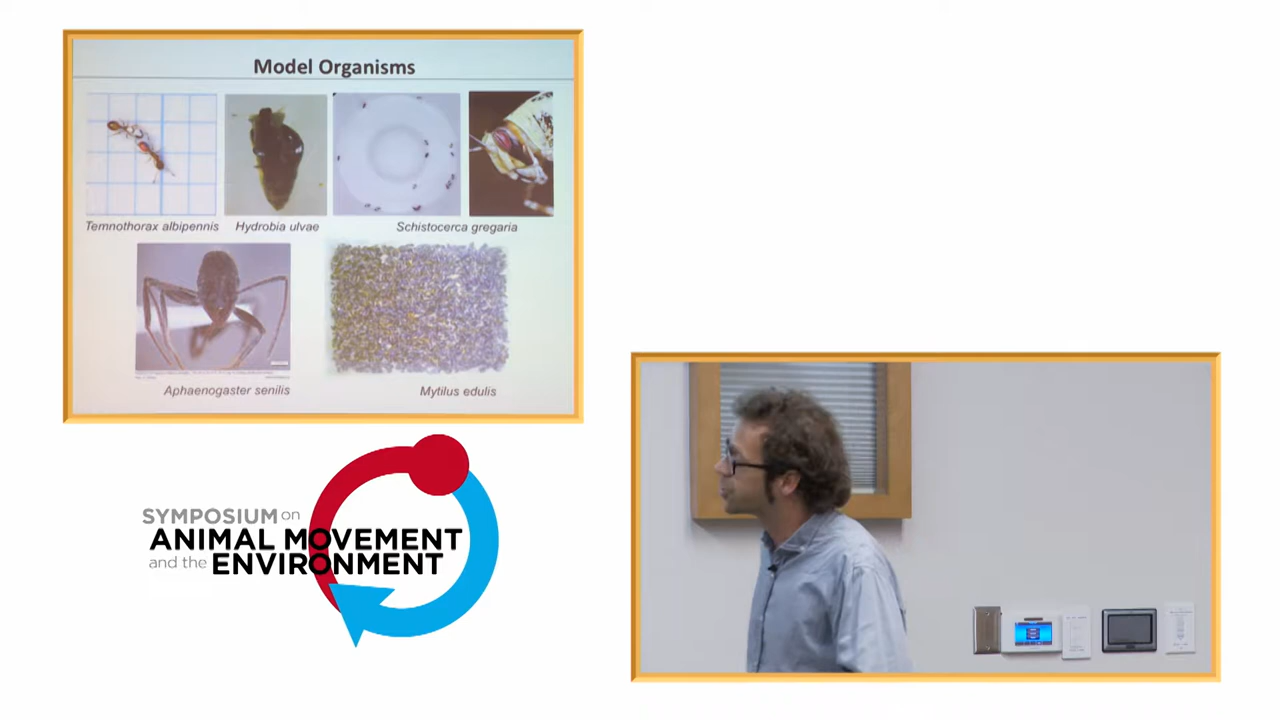 Model Organisms
Temnothorax albipennis
Hydrobia ulvae
Schistocerca gregaria
Aphaenogaster senilis
Mytilus edulis
SYMPOSIUM on
ANIMAL MOVEMENT
and the ENVIRONMENT